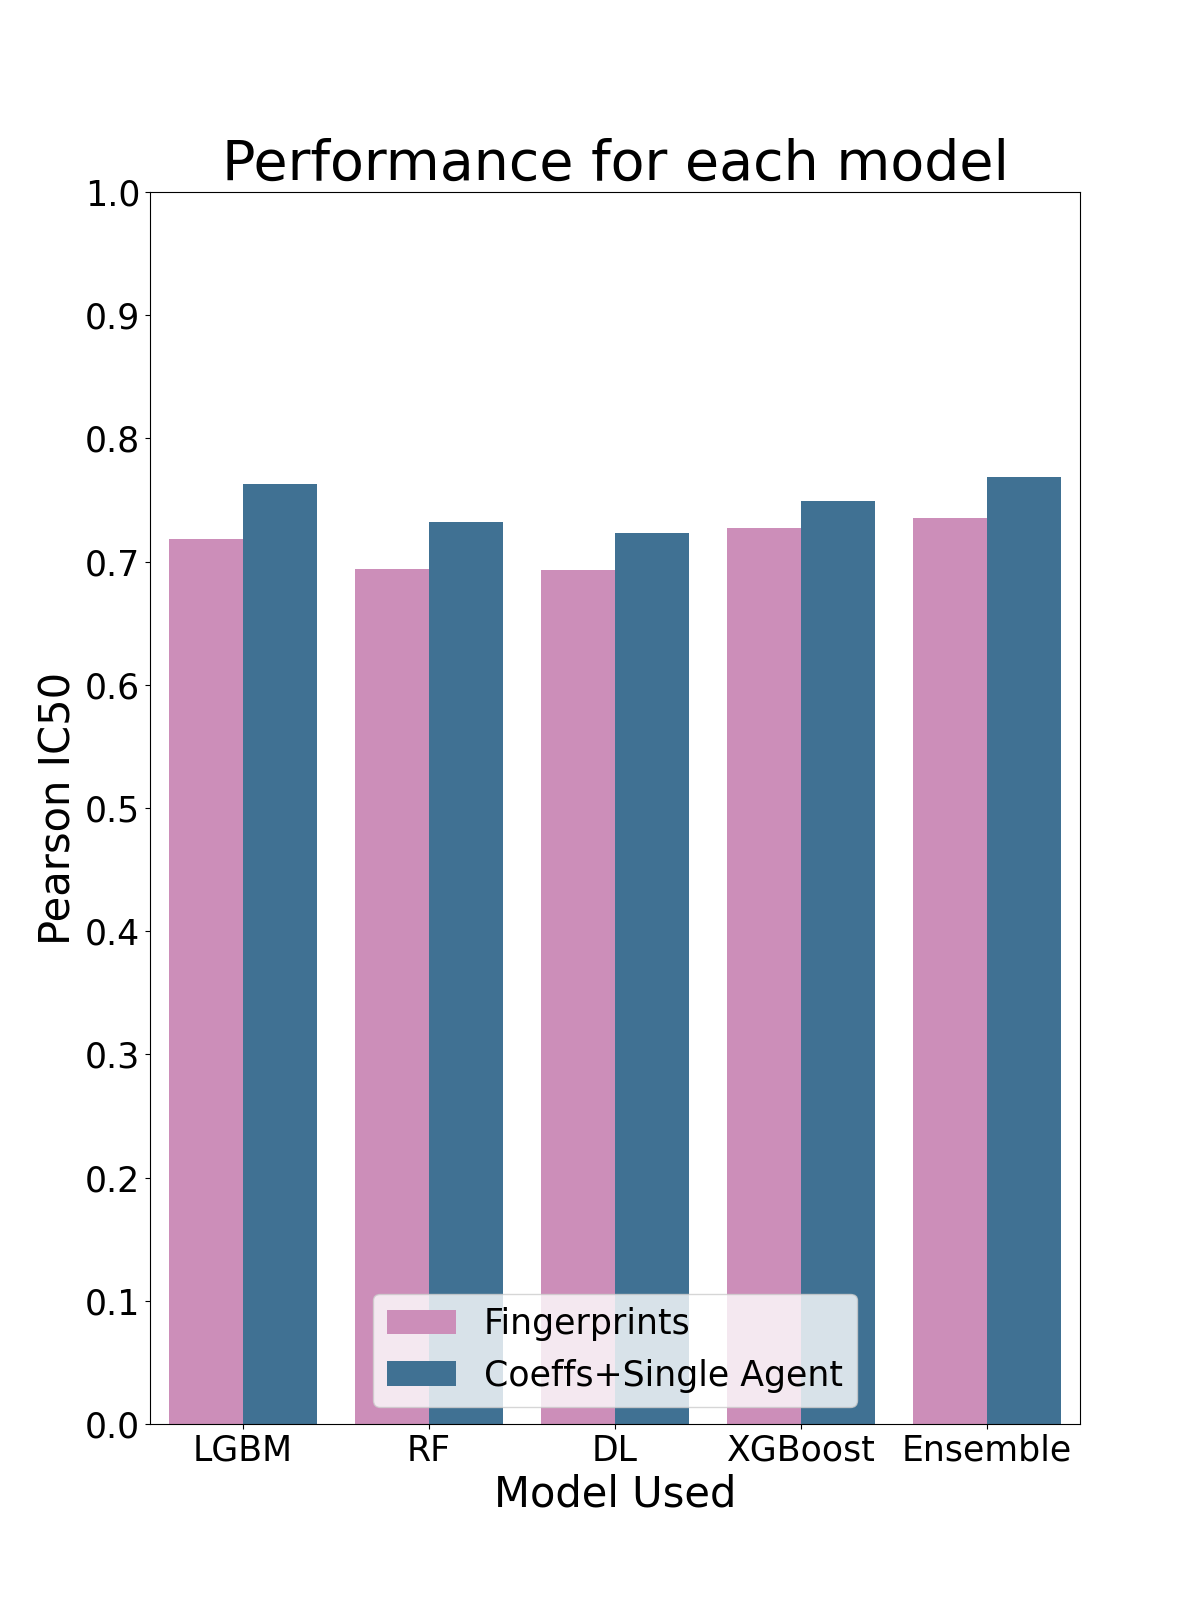 Performance for each model
1.0
0.9
0.8
0.7
0.6
0.5
0.4
0.3
0.2
0.1
0.0
Pearson IC50
Fingerprints
Coeffs+Single Agent
LGBM RF DL XGBoost Ensemble
Model Used